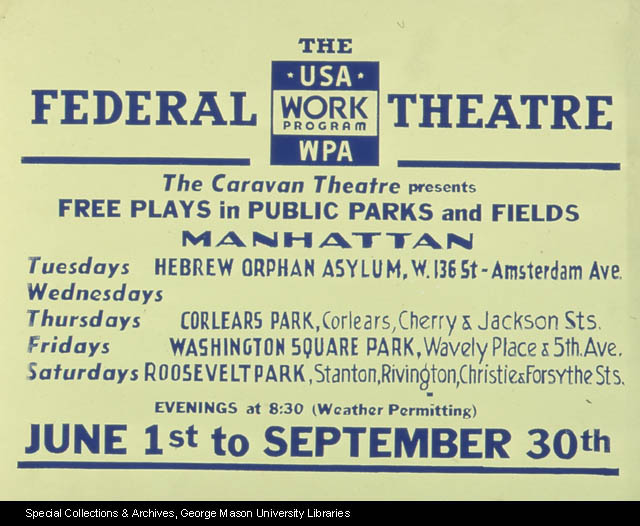 THE
FEDERAL THEATRE
USA
WORK
PROGRAM
WPA
The Caravan Theatre presents
FREE PLAYS in PUBLIC PARKS and FIELDS
MANHATTAN
Tuesdays HEBREW ORPHAN ASYLUM, W. 136 St - Amsterdam Ave.
Wednesdays
Thursdays CORLEARS PARK, Corlears, Cherry & Jackson Sts.
Fridays WASHINGTON SQUARE PARK, Wavely Place & 5th. Ave.
Saturdays ROOSEVELT PARK, Stanton, Rivington, Christie & Forsythe Sts.
EVENINGS at 8:30 (Weather Permitting)
JUNE 1st to SEPTEMBER 30th
Special Collections & Archives, George Mason University Libraries